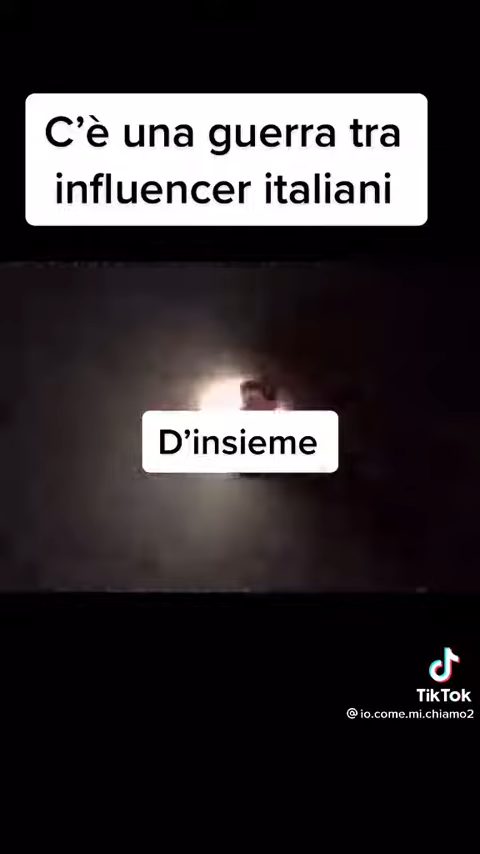 C'è una guerra tra
influencer italiani
D'insieme
TikTok
@io.come.mi.chiamo2